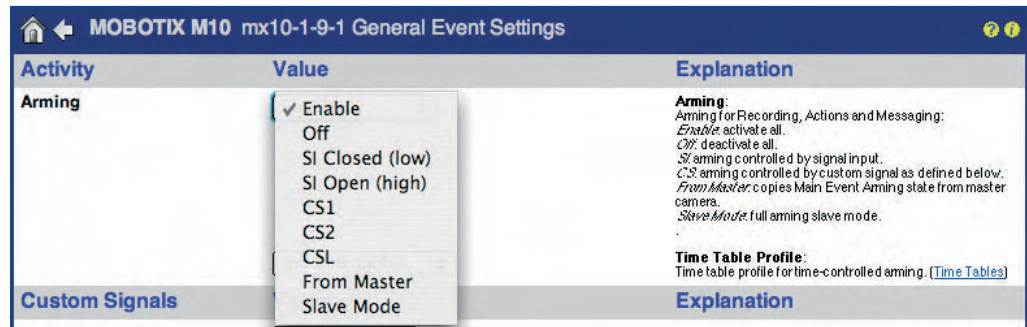 MOBOTIX M10 mx10-1-9-1 General Event Settings
Activity Value Explanation
Arming
✓ Enable
Off
SI Closed (low)
SI Open (high)
CS1
CS2
CSL
From Master
Slave Mode
Arming:
Arming for Recording, Actions and Messaging:
Enable: activate all.
Off: deactivate all.
SI: arming controlled by signal input.
CS: arming controlled by custom signal as defined below.
From Master: copies Main Event Arming state from master
camera.
Slave Mode: full arming slave mode.
.
Time Table Profile:
Time table profile for time-controlled arming. (Time Tables)
Custom Signals Explanation